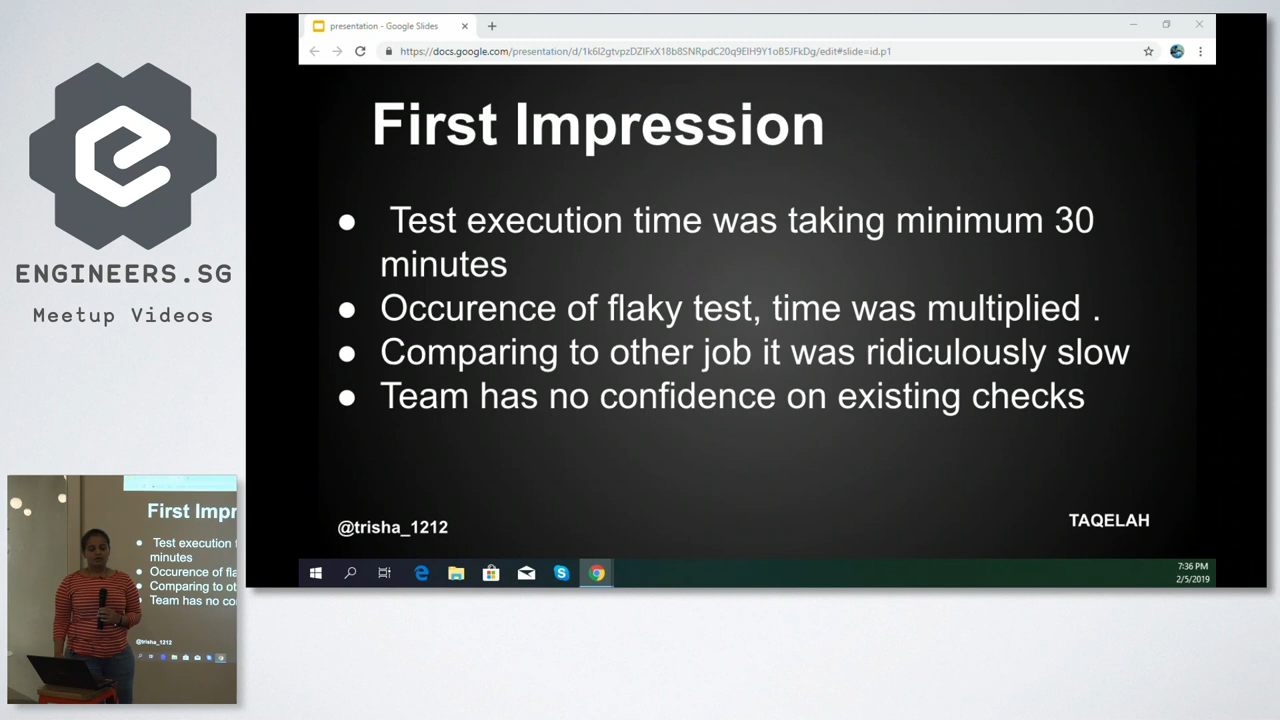 presentation - Google Slides
https://docs.google.com/presentation/d/1k6l2gtvpzDZIFxX18b8SNRpdC20q9EIH9Y1oB5JFkDg/edit#slide=id.p1
First Impression
● Test execution time was taking minimum 30
minutes
● Occurence of flaky test, time was multiplied .
● Comparing to other job it was ridiculously slow
● Team has no confidence on existing checks
@trisha_1212
TAQELAH
7:36 PM
2/5/2019
ENGINEERS.SG
Meetup Videos
First Impr
● Test execution
minutes
● Occurence of fla
● Comparing to ot
● Team has no co
@trisha_1212